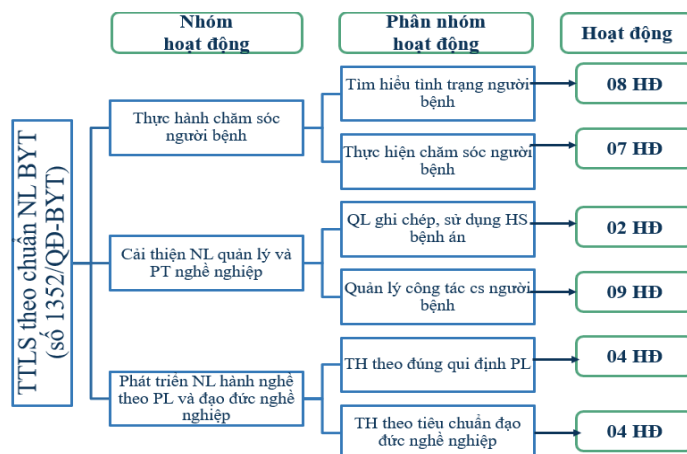 Nhóm
hoạt động
Phân nhóm
hoạt động
Hoạt động
TTLS theo chuẩn NL BYT
(số 1352/QĐ-BYT)
Thực hành chăm sóc
người bệnh
Tìm hiểu tình trạng người
bệnh
08 HĐ
Thực hiện chăm sóc người
bệnh
07 HĐ
Cải thiện NL quản lý và
PT nghề nghiệp
QL ghi chép, sử dụng HS
bệnh án
02 HĐ
Quản lý công tác cs người
bệnh
09 HĐ
Phát triển NL hành nghề
theo PL và đạo đức nghề
nghiệp
TH theo đúng qui định PL
04 HĐ
TH theo tiêu chuẩn đạo
đức nghề nghiệp
04 HĐ